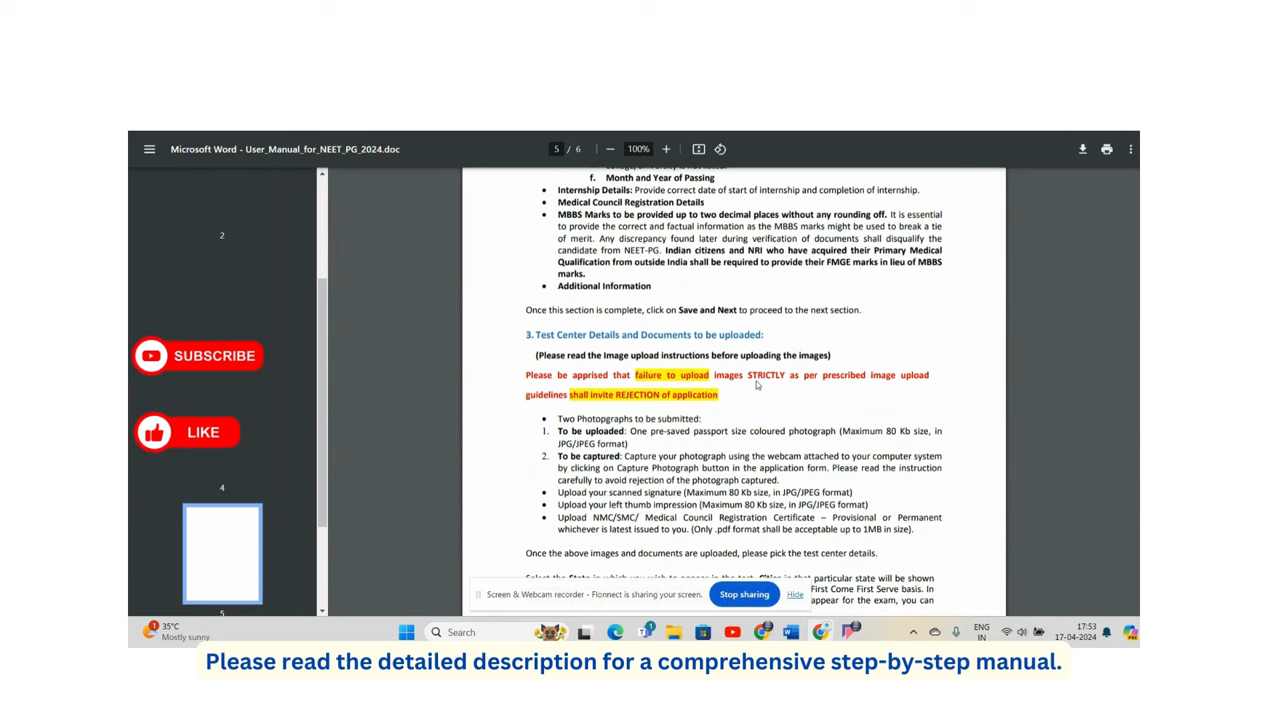 Microsoft Word - User_Manual_for_NEET_PG_2024.doc
5 / 6
100%
f. Month and Year of Passing
• Internship Details: Provide correct date of start of internship and completion of internship.
• Medical Council Registration Details
• MBBS Marks to be provided up to two decimal places without any rounding off. It is essential
to provide the correct and factual information as the MBBS marks might be used to break a tie
of merit. Any discrepancy found later during verification of documents shall disqualify the
candidate from NEET-PG. Indian citizens and NRI who have acquired their Primary Medical
Qualification from outside India shall be required to provide their FMGE marks in lieu of MBBS
marks.
• Additional Information
Once this section is complete, click on Save and Next to proceed to the next section.
3. Test Center Details and Documents to be uploaded:
(Please read the Image upload instructions before uploading the images)
Please be apprised that failure to upload images STRICTLY as per prescribed image upload
guidelines shall invite REJECTION of application
• Two Photopgraphs to be submitted:
1. To be uploaded: One pre-saved passport size coloured photograph (Maximum 80 Kb size, in
JPG/JPEG format)
2. To be captured: Capture your photograph using the webcam attached to your computer system
by clicking on Capture Photograph button in the application form. Please read the instruction
carefully to avoid rejection of the photograph captured.
• Upload your scanned signature (Maximum 80 Kb size, in JPG/JPEG format)
• Upload your left thumb impression (Maximum 80 Kb size, in JPG/JPEG format)
• Upload NMC/SMC/ Medical Council Registration Certificate – Provisional or Permanent
whichever is latest issued to you. (Only .pdf format shall be acceptable up to 1MB in size).
Once the above images and documents are uploaded, please pick the test center details.
Select the State in which you wish to appear in the test. Cities in that particular state will be shown
First Come First Serve basis. In
appear for the exam, you can
Screen & Webcam recorder - Flonnect is sharing your screen.
Stop sharing
Hide
2
SUBSCRIBE
LIKE
4
5
1
35°C
Mostly sunny
Search
1
ENG
IN
17:53
17-04-2024
Please read the detailed description for a comprehensive step-by-step manual.